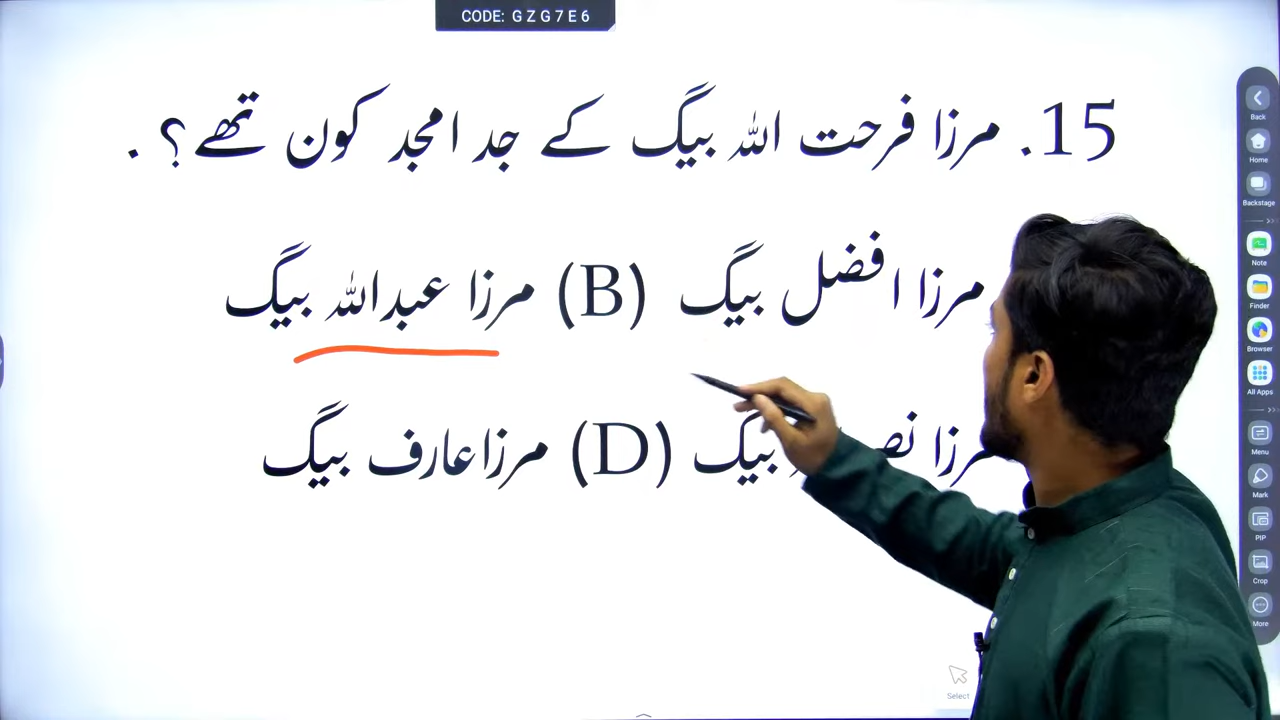 CODE: GZG7E6
15. مرزا فرحت اللہ بیگ کے جد امجد کون تھے؟ .
مرزا افضل بیگ (B) مرزا عبداللہ بیگ
مرزا بیگ (D) مرزا عارف بیگ
Back
Home
Backstage
Note
Finder
Browser
All Apps
Menu
Mark
PIP
Crop
More
Select